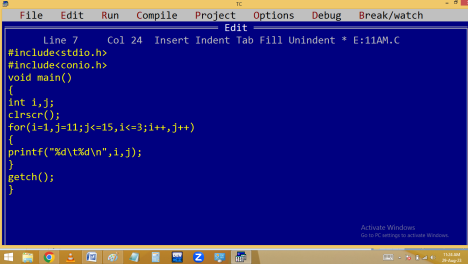 TC
File Edit Run Compile Project Options Debug Break/watch
Edit
Line 7 Col 24 Insert Indent Tab Fill Unindent * E:11AM.C
#include<stdio.h>
#include<conio.h>
void main()
{
int i,j;
clrscr();
for(i=1,j=11;j<=15,i<=3;i++,j++)
{
printf("%d\t%d\n",i,j);
}
getch();
}
Activate Windows
Go to PC settings to activate Windows.